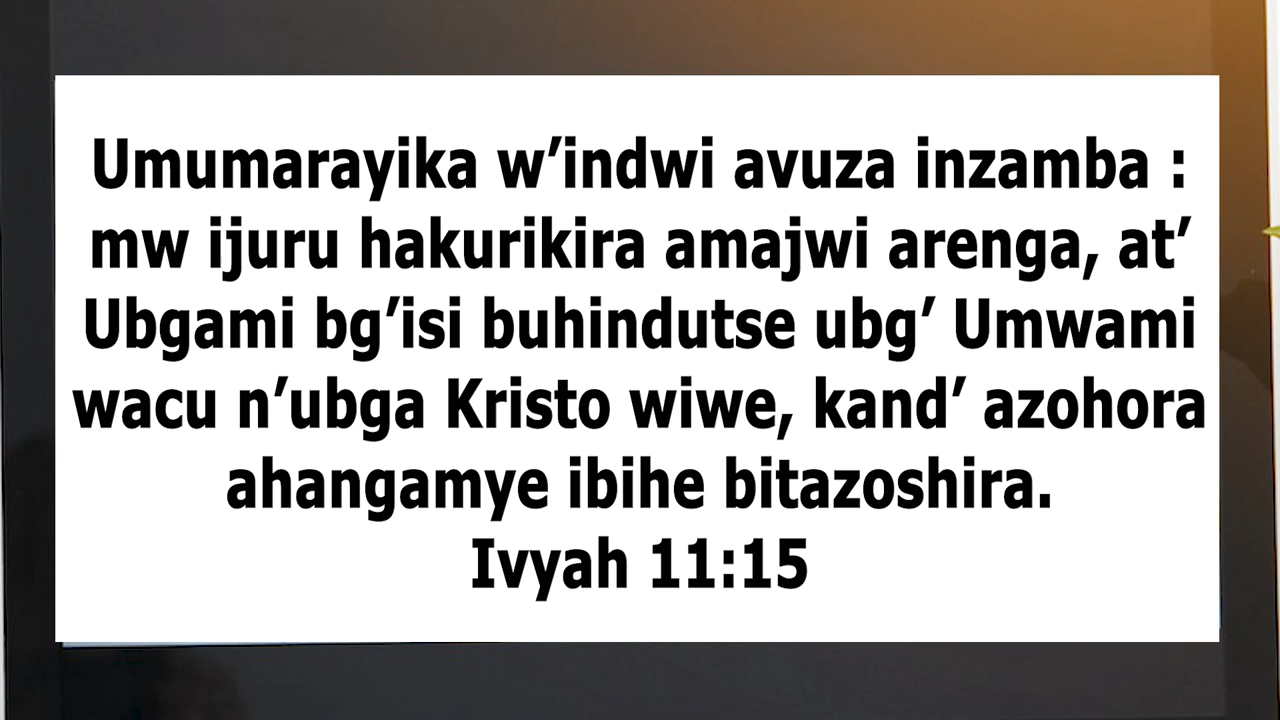 Umumarayika w’indwi avuza inzamba :
mw ijuru hakurikira amajwi arenga, at’
Ubgami bg’isi buhindutse ubg’ Umwami
wacu n’ubga Kristo wiwe, kand’ azohora
ahangamye ibihe bitazoshira.
Ivyah 11:15